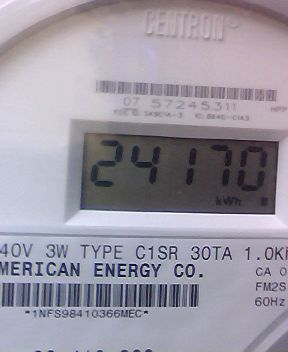 CENTRON®
07 57245311
24170
kWh
40V 3W TYPE C1SR 30TA 1.0K
MERICAN ENERGY CO.
CA 0
FM2S
60Hz
*1NFS98410366MEC*